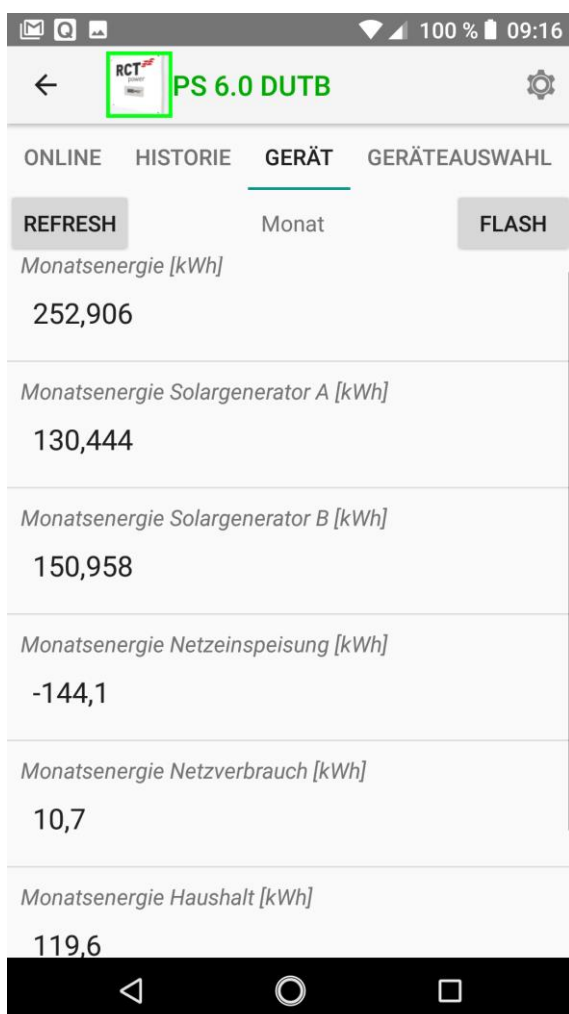 100 % 09:16
RCT
power
PS 6.0 DUTB
ONLINE HISTORIE GERÄT GERÄTEAUSWAHL
REFRESH Monat FLASH
Monatsenergie [kWh]
252,906
Monatsenergie Solargenerator A [kWh]
130,444
Monatsenergie Solargenerator B [kWh]
150,958
Monatsenergie Netzeinspeisung [kWh]
-144,1
Monatsenergie Netzverbrauch [kWh]
10,7
Monatsenergie Haushalt [kWh]
119,6